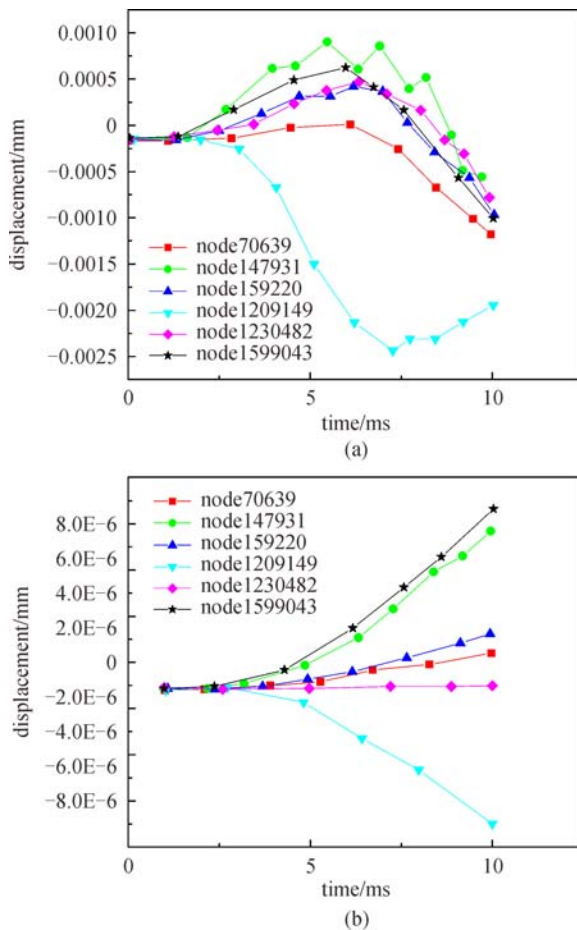 0.0010
0.0005
0
−0.0005
−0.0010
−0.0015
−0.0020
−0.0025
displacement/mm
node70639
node147931
node159220
node1209149
node1230482
node1599043
0 5 10
time/ms
(a)
8.0E-6
6.0E-6
4.0E-6
2.0E-6
0
−2.0E-6
−4.0E-6
−6.0E-6
−8.0E-6
displacement/mm
node70639
node147931
node159220
node1209149
node1230482
node1599043
0 5 10
time/ms
(b)